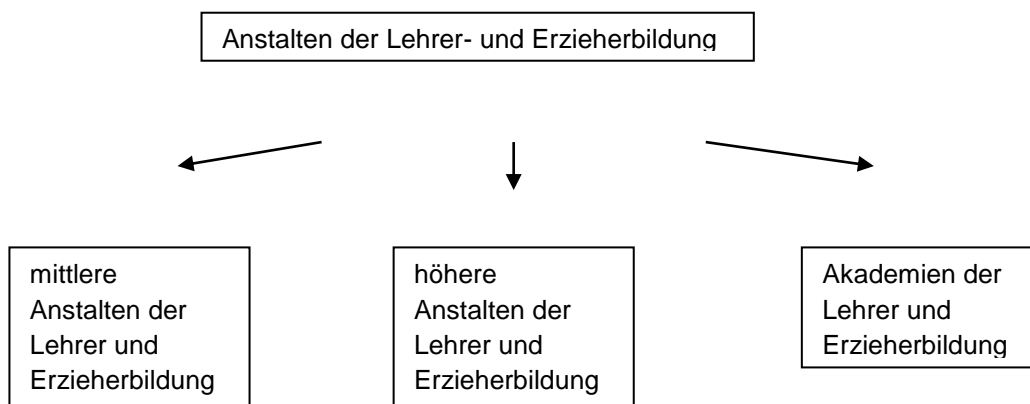 Anstalten der Lehrer- und Erzieherbildung
mittlere
Anstalten der
Lehrer und
Erzieherbildung
höhere
Anstalten der
Lehrer und
Erzieherbildung
Akademien der
Lehrer und
Erzieherbildung